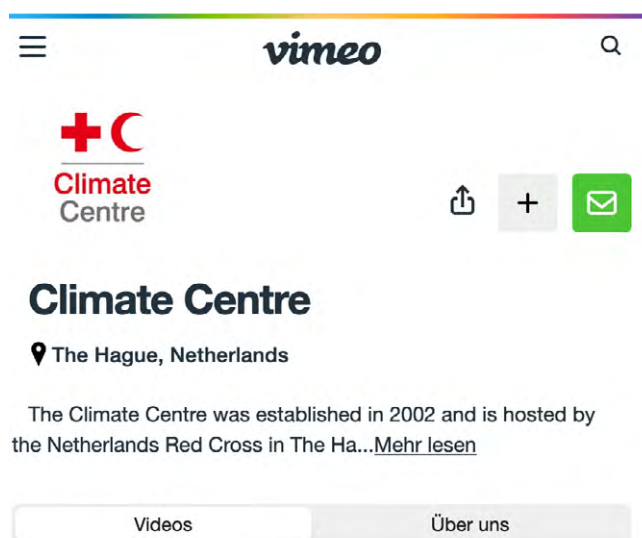 vimeo
Climate
Centre
Climate Centre
The Hague, Netherlands
The Climate Centre was established in 2002 and is hosted by
the Netherlands Red Cross in The Ha...Mehr lesen
Videos Über uns